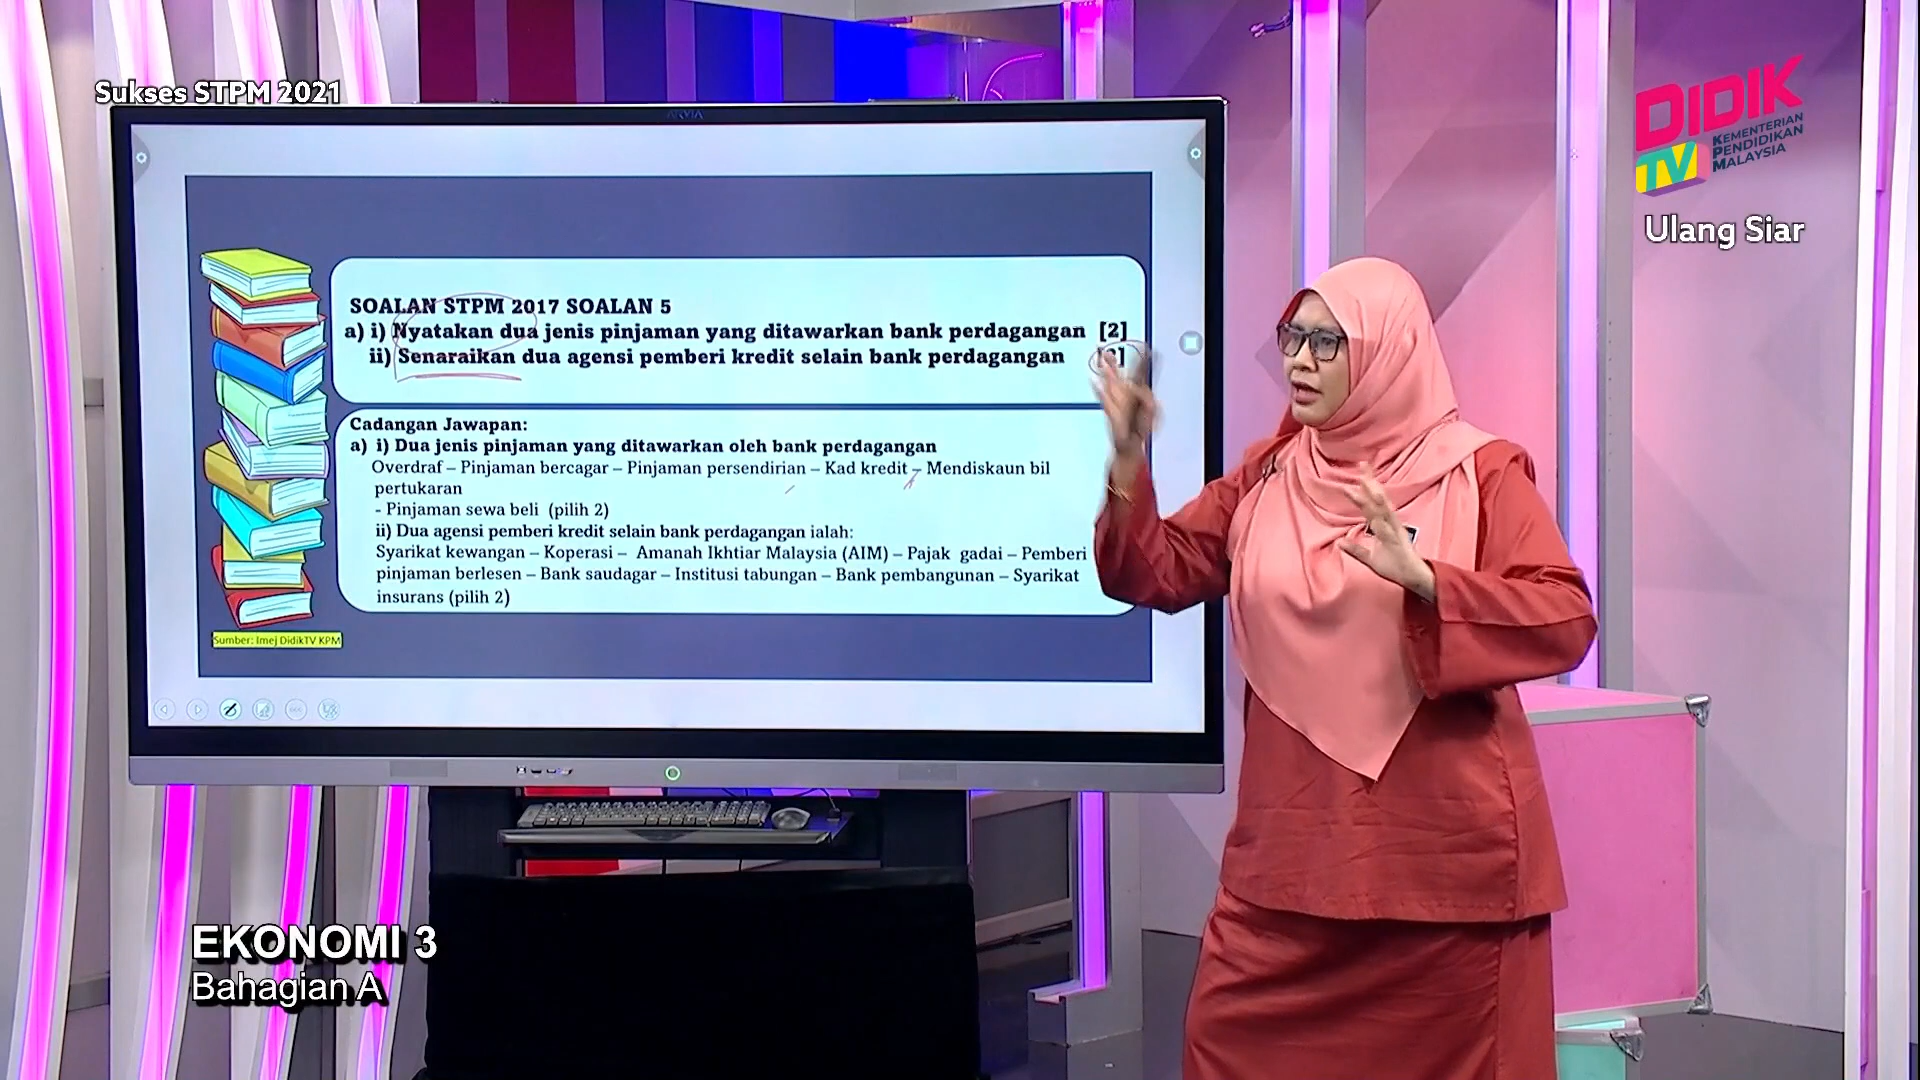 Sukses STPM 2021
DIDIK
TV
KEMENTERIAN
PENDIDIKAN
MALAYSIA
Ulang Siar
SOALAN STPM 2017 SOALAN 5
a) i) Nyatakan dua jenis pinjaman yang ditawarkan bank perdagangan [2]
ii) Senaraikan dua agensi pemberi kredit selain bank perdagangan
Cadangan Jawapan:
a) i) Dua jenis pinjaman yang ditawarkan oleh bank perdagangan
Overdraf – Pinjaman bercagar – Pinjaman persendirian – Kad kredit – Mendiskaun bil
pertukaran
- Pinjaman sewa beli (pilih 2)
ii) Dua agensi pemberi kredit selain bank perdagangan ialah:
Syarikat kewangan – Koperasi – Amanah Ikhtiar Malaysia (AIM) – Pajak gadai – Pemberi
pinjaman berlesen – Bank saudagar – Institusi tabungan – Bank pembangunan – Syarikat
insurans (pilih 2)
Sumber: Imej DidikTV KPM
EKONOMI 3
Bahagian A